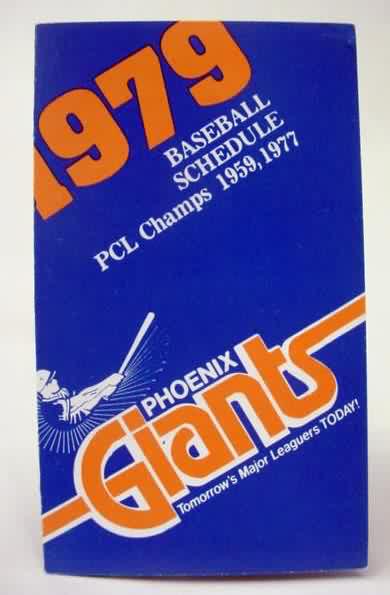 1979
BASEBALL
SCHEDULE
PCL Champs 1959, 1977
PHOENIX
Giants
Tomorrow's Major Leaguers TODAY!